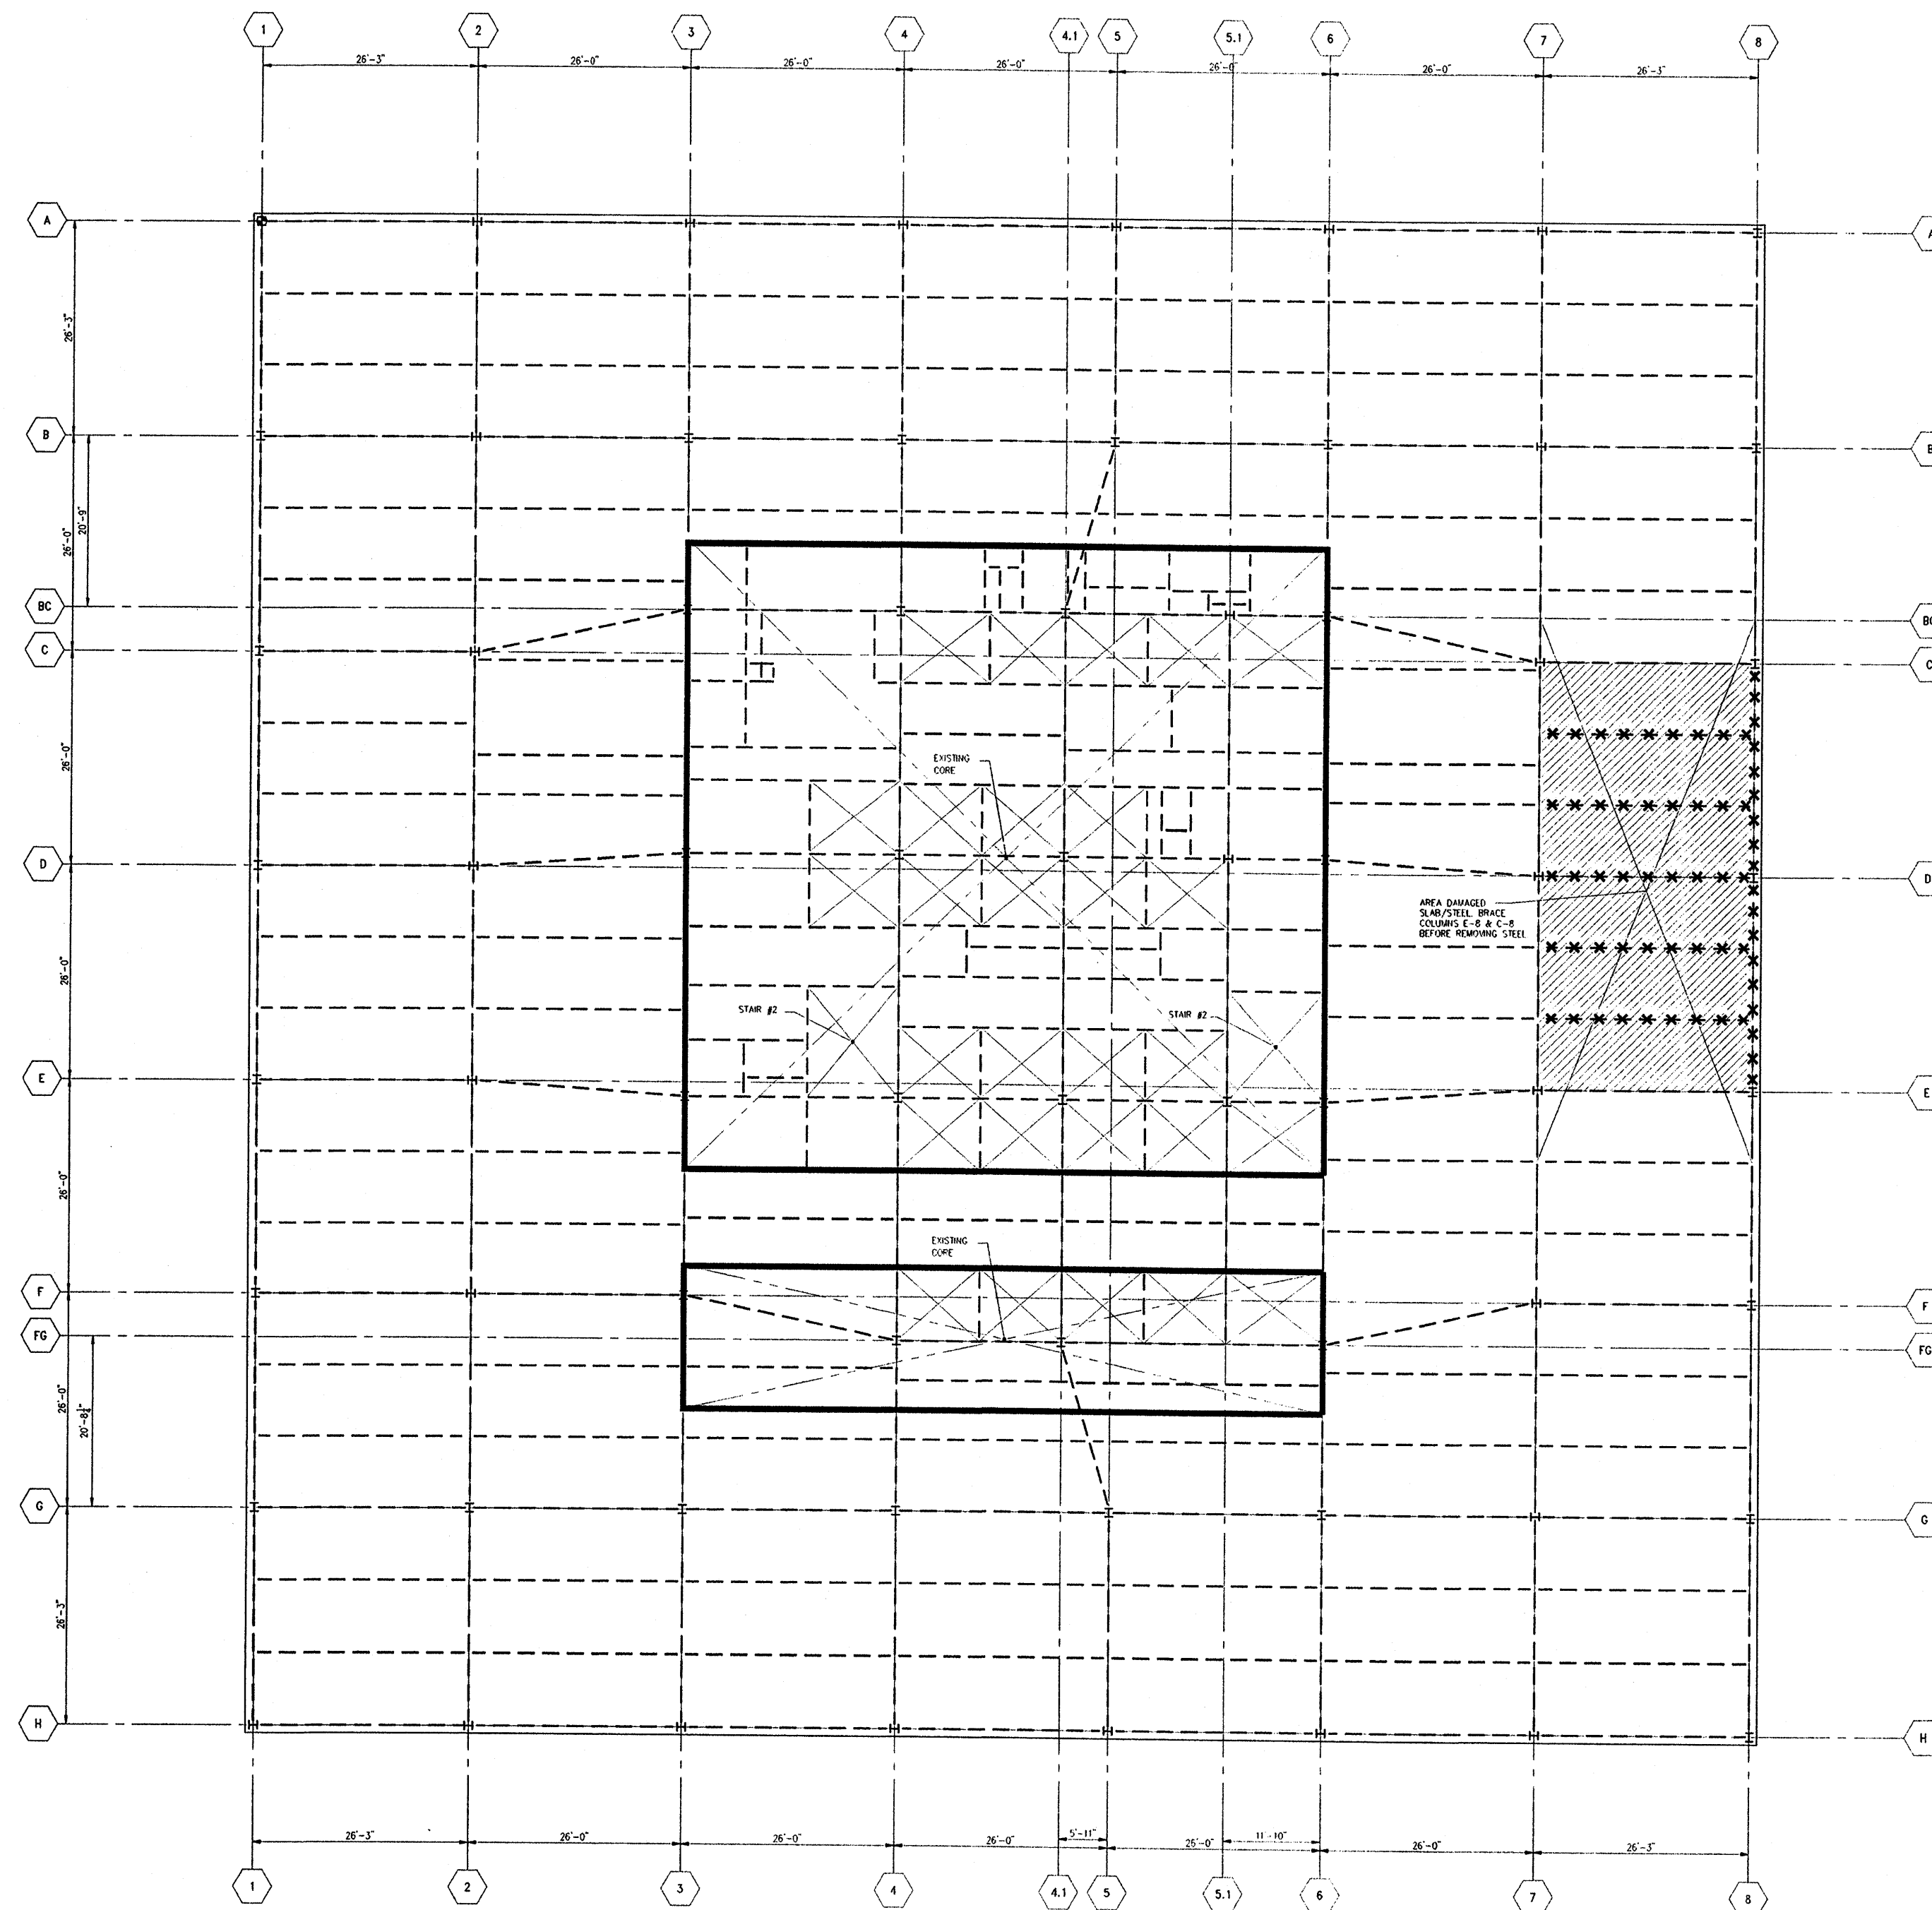 1 2 3 4 4.1 5 5.1 6 7 8
26'-3" 26'-0" 26'-0" 26'-0" 26'-0" 26'-0" 26'-3"
A A
26'-3"
B B
20'-9"
26'-0"
BC BC
C C
26'-0"
EXISTING
CORE
D D
AREA DAMAGED
SLAB/STEEL. BRACE
COLUMNS E-8 & C-8
BEFORE REMOVING STEEL
26'-0"
STAIR #2 STAIR #2
E E
26'-0"
EXISTING
CORE
F F
FG FG
26'-0"
20'-8¼"
G G
26'-3"
H H
26'-3" 26'-0" 26'-0" 26'-0" 5'-11" 26'-0" 11'-10" 26'-0" 26'-3"
1 2 3 4 4.1 5 5.1 6 7 8